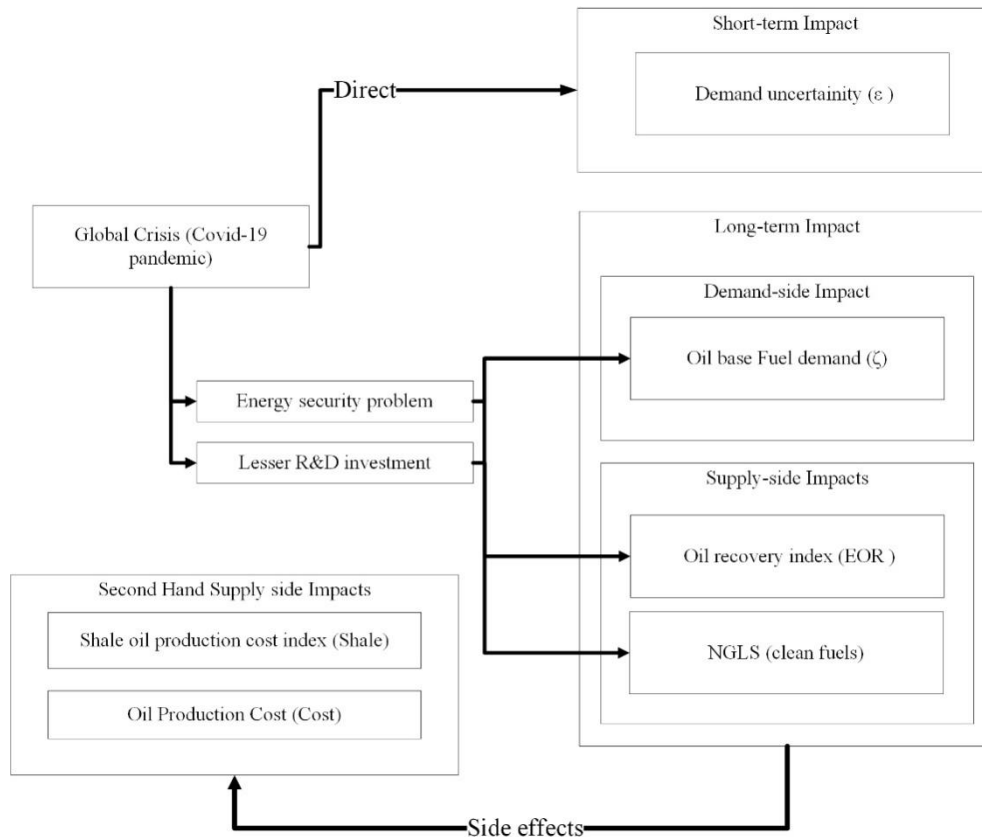 Short-term Impact
Demand uncertainity (ε )
Direct
Global Crisis (Covid-19
pandemic)
Long-term Impact
Demand-side Impact
Oil base Fuel demand (ζ)
Energy security problem
Lesser R&D investment
Supply-side Impacts
Oil recovery index (EOR )
NGLS (clean fuels)
Second Hand Supply side Impacts
Shale oil production cost index (Shale)
Oil Production Cost (Cost)
Side effects